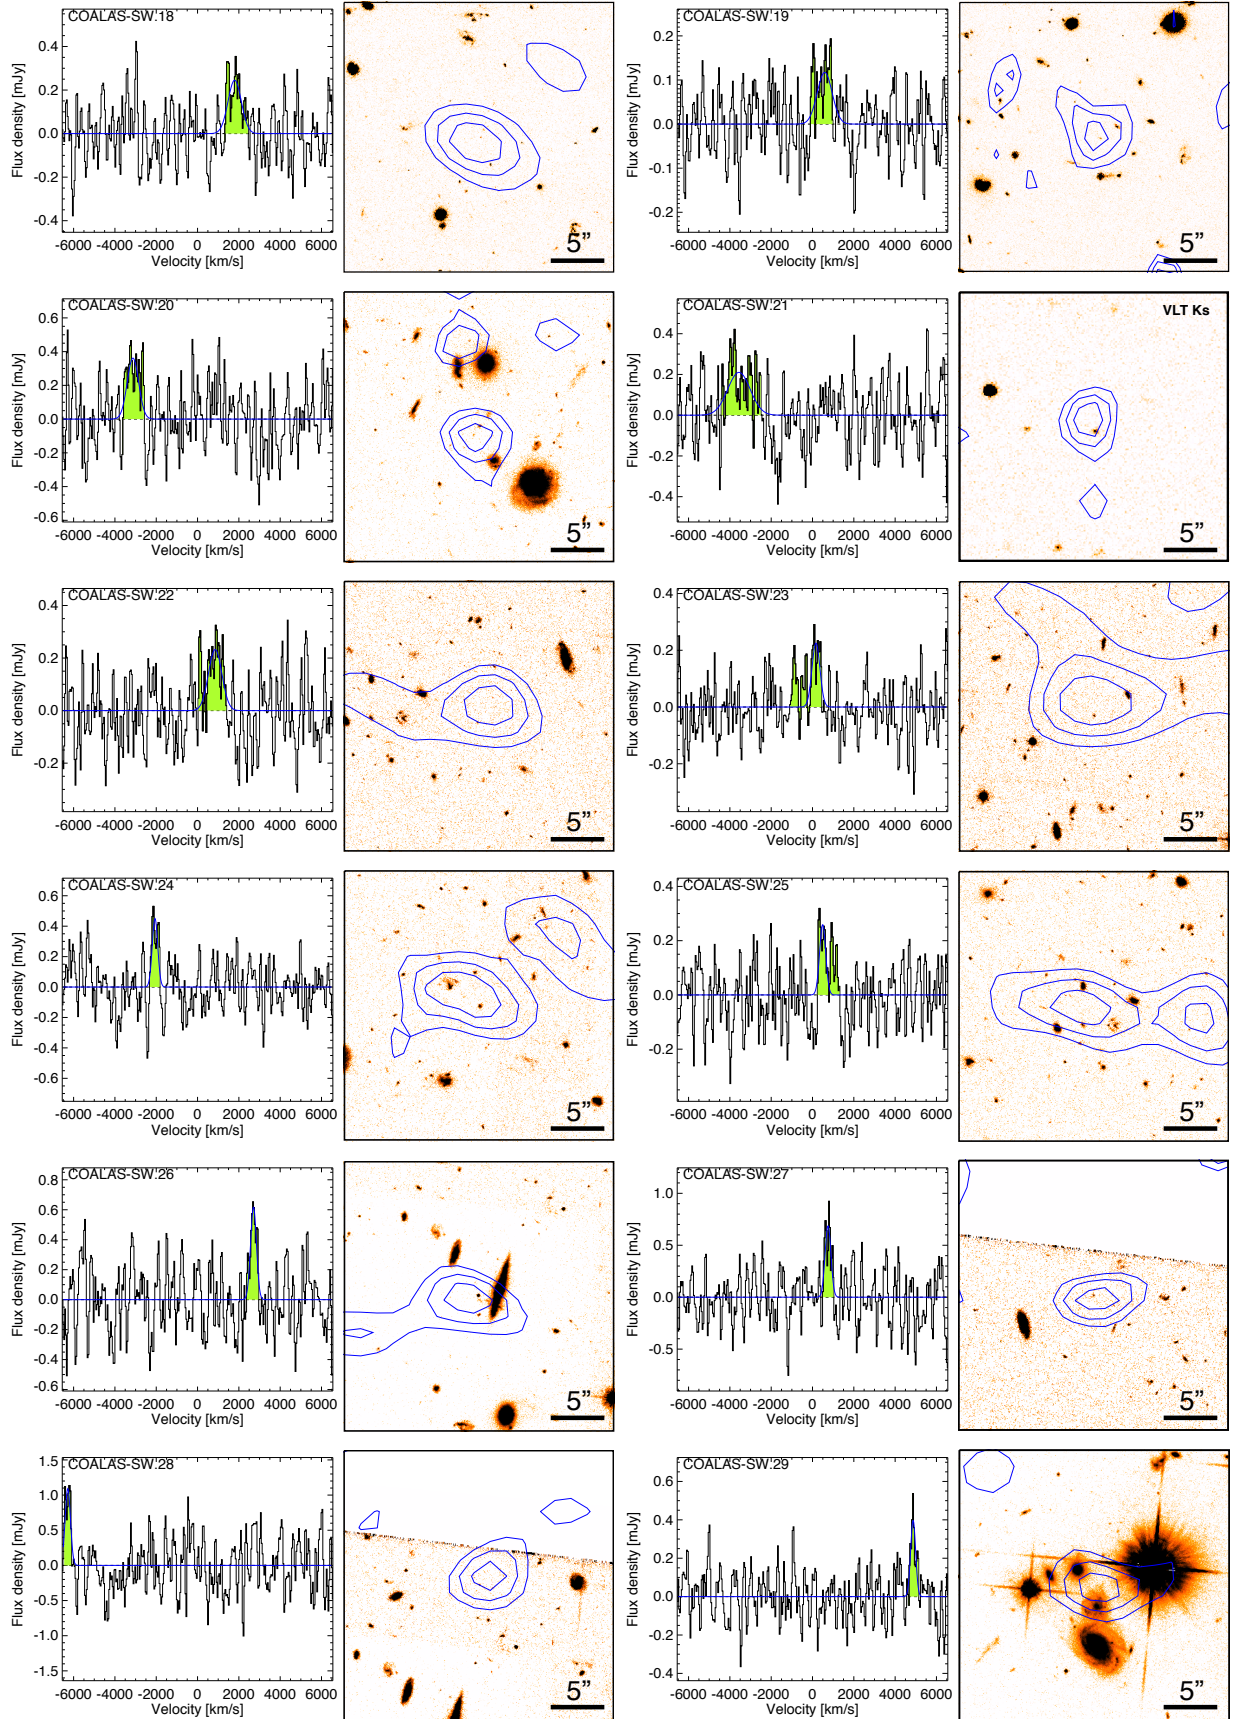 COALAS-SW.18
Flux density [mJy]
0.4
0.2
0.0
-0.2
-0.4
-6000 -4000 -2000 0 2000 4000 6000
Velocity [km/s]
5”
COALAS-SW.19
Flux density [mJy]
0.2
0.1
0.0
-0.1
-0.2
-6000 -4000 -2000 0 2000 4000 6000
Velocity [km/s]
5”
COALAS-SW.20
Flux density [mJy]
0.6
0.4
0.2
0.0
-0.2
-0.4
-0.6
-6000 -4000 -2000 0 2000 4000 6000
Velocity [km/s]
5”
COALAS-SW.21
Flux density [mJy]
0.4
0.2
0.0
-0.2
-0.4
-6000 -4000 -2000 0 2000 4000 6000
Velocity [km/s]
VLT Ks
5”
COALAS-SW.22
Flux density [mJy]
0.4
0.2
0.0
-0.2
-6000 -4000 -2000 0 2000 4000 6000
Velocity [km/s]
5”
COALAS-SW.23
Flux density [mJy]
0.4
0.2
0.0
-0.2
-6000 -4000 -2000 0 2000 4000 6000
Velocity [km/s]
5”
COALAS-SW.24
Flux density [mJy]
0.6
0.4
0.2
0.0
-0.2
-0.4
-0.6
-6000 -4000 -2000 0 2000 4000 6000
Velocity [km/s]
5”
COALAS-SW.25
Flux density [mJy]
0.4
0.2
0.0
-0.2
-6000 -4000 -2000 0 2000 4000 6000
Velocity [km/s]
5”
COALAS-SW.26
Flux density [mJy]
0.8
0.6
0.4
0.2
0.0
-0.2
-0.4
-0.6
-6000 -4000 -2000 0 2000 4000 6000
Velocity [km/s]
5”
COALAS-SW.27
Flux density [mJy]
1.0
0.5
0.0
-0.5
-6000 -4000 -2000 0 2000 4000 6000
Velocity [km/s]
5”
COALAS-SW.28
Flux density [mJy]
1.5
1.0
0.5
0.0
-0.5
-1.0
-1.5
-6000 -4000 -2000 0 2000 4000 6000
Velocity [km/s]
5”
COALAS-SW.29
Flux density [mJy]
0.6
0.4
0.2
0.0
-0.2
-0.4
-6000 -4000 -2000 0 2000 4000 6000
Velocity [km/s]
5”